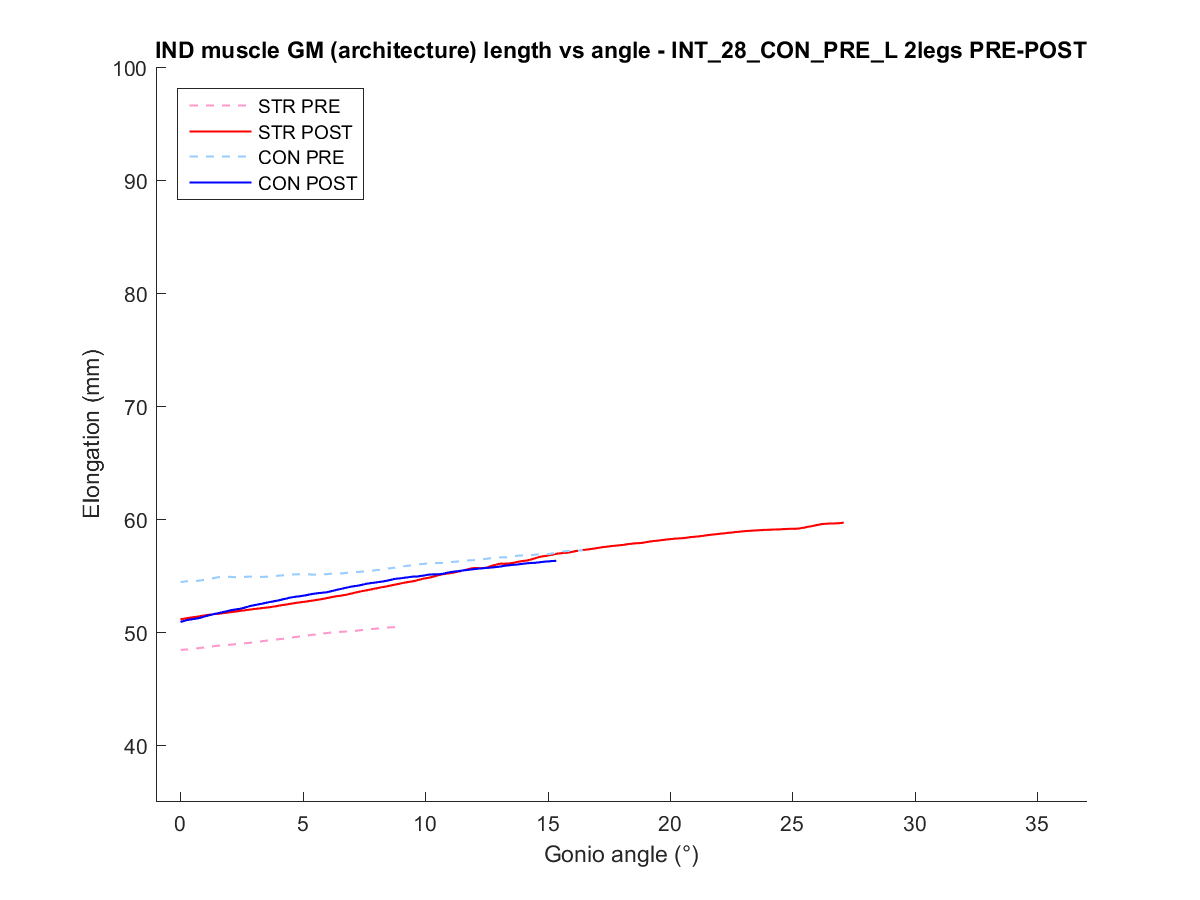 IND muscle GM (architecture) length vs angle - INT_28_CON_PRE_L 2legs PRE-POST
100
90
80
70
60
50
40
STR PRE
STR POST
CON PRE
CON POST
Elongation (mm)
0 5 10 15 20 25 30 35
Gonio angle (°)